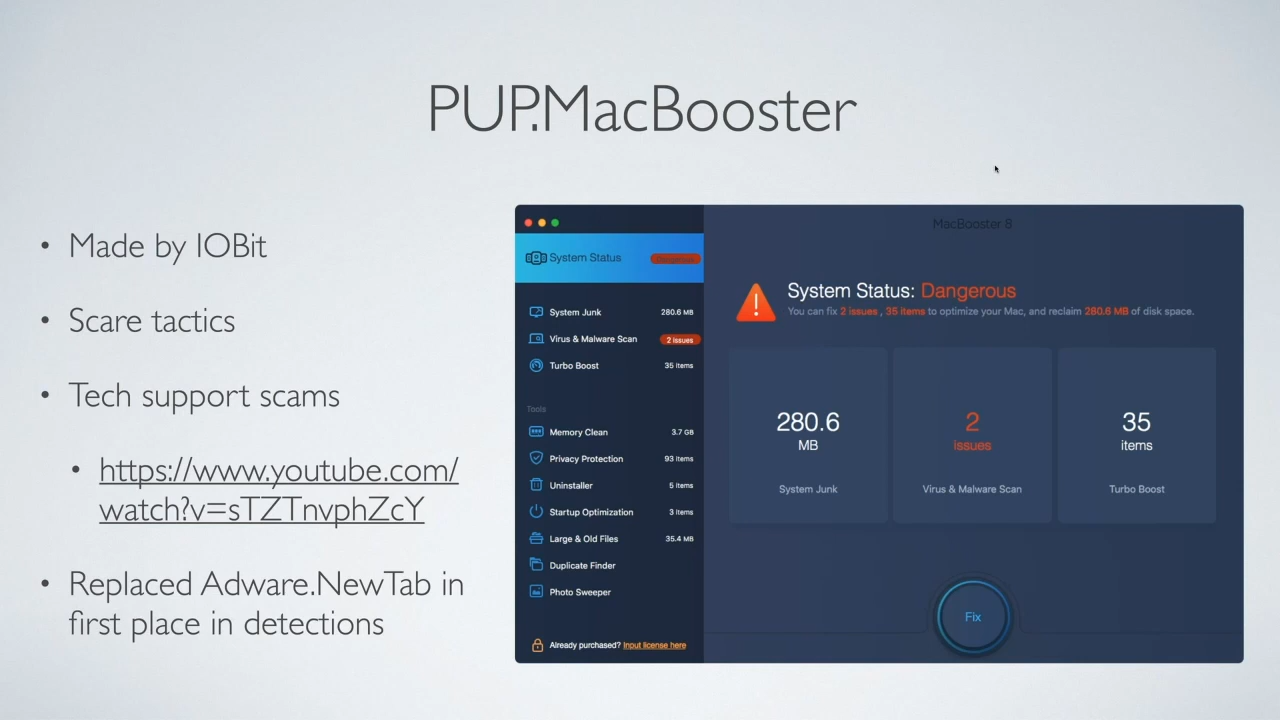 PUP.MacBooster
• Made by IOBit
• Scare tactics
• Tech support scams
• https://www.youtube.com/
watch?v=sTZTnvphZcY
• Replaced Adware.NewTab in
first place in detections
MacBooster 8
System Status Dangerous
System Junk 280.6 MB
Virus & Malware Scan 2 issues
Turbo Boost 35 items
Tools
Memory Clean 3.7 GB
Privacy Protection 93 items
Uninstaller 5 items
Startup Optimization 3 items
Large & Old Files 35.4 MB
Duplicate Finder
Photo Sweeper
Already purchased? Input license here
System Status: Dangerous
You can fix 2 issues , 35 items to optimize your Mac, and reclaim 280.6 MB of disk space.
280.6
MB
System Junk
2
issues
Virus & Malware Scan
35
items
Turbo Boost
Fix